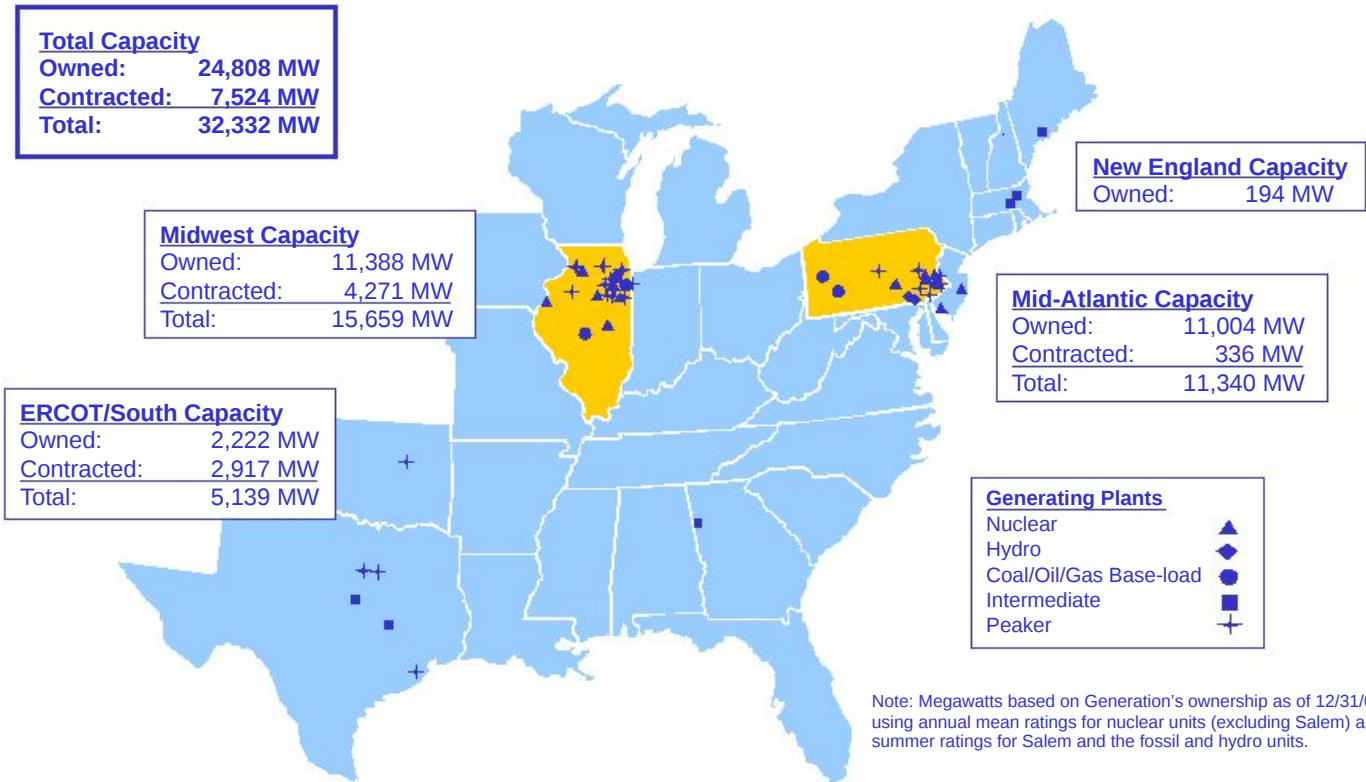 Total Capacity
Owned: 24,808 MW
Contracted: 7,524 MW
Total: 32,332 MW
New England Capacity
Owned: 194 MW
Midwest Capacity
Owned: 11,388 MW
Contracted: 4,271 MW
Total: 15,659 MW
Mid-Atlantic Capacity
Owned: 11,004 MW
Contracted: 336 MW
Total: 11,340 MW
ERCOT/South Capacity
Owned: 2,222 MW
Contracted: 2,917 MW
Total: 5,139 MW
Generating Plants
Nuclear
Hydro
Coal/Oil/Gas Base-load
Intermediate
Peaker
Note: Megawatts based on Generation’s ownership as of
using annual mean ratings for nuclear units (excluding Salem)
summer ratings for Salem and the fossil and hydro units.